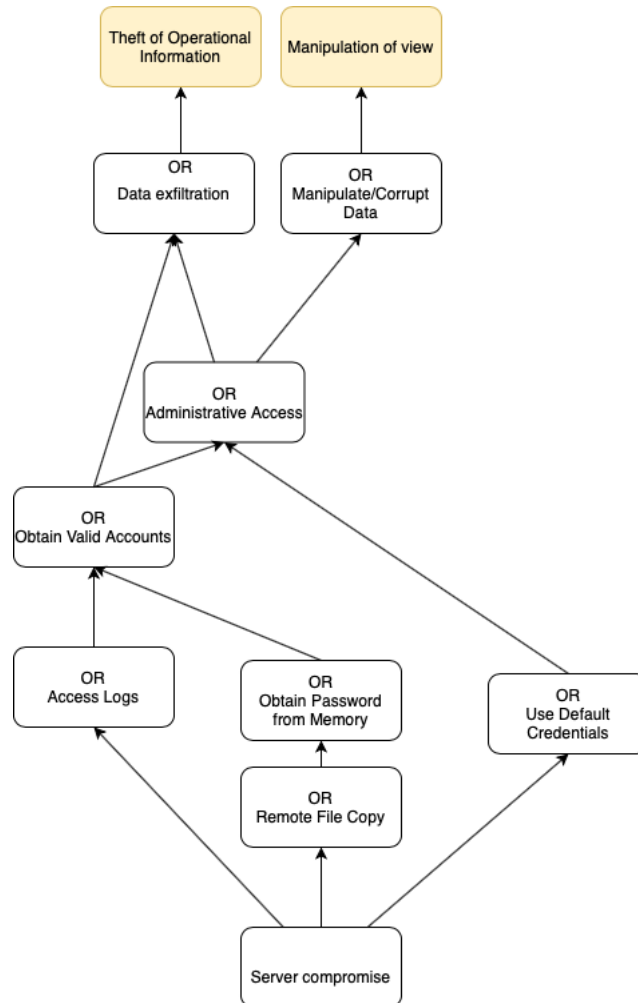 Theft of Operational
Information
Manipulation of view
OR
Data exfiltration
OR
Manipulate/Corrupt
Data
OR
Administrative Access
OR
Obtain Valid Accounts
OR
Access Logs
OR
Obtain Password
from Memory
OR
Use Default
Credentials
OR
Remote File Copy
Server compromise